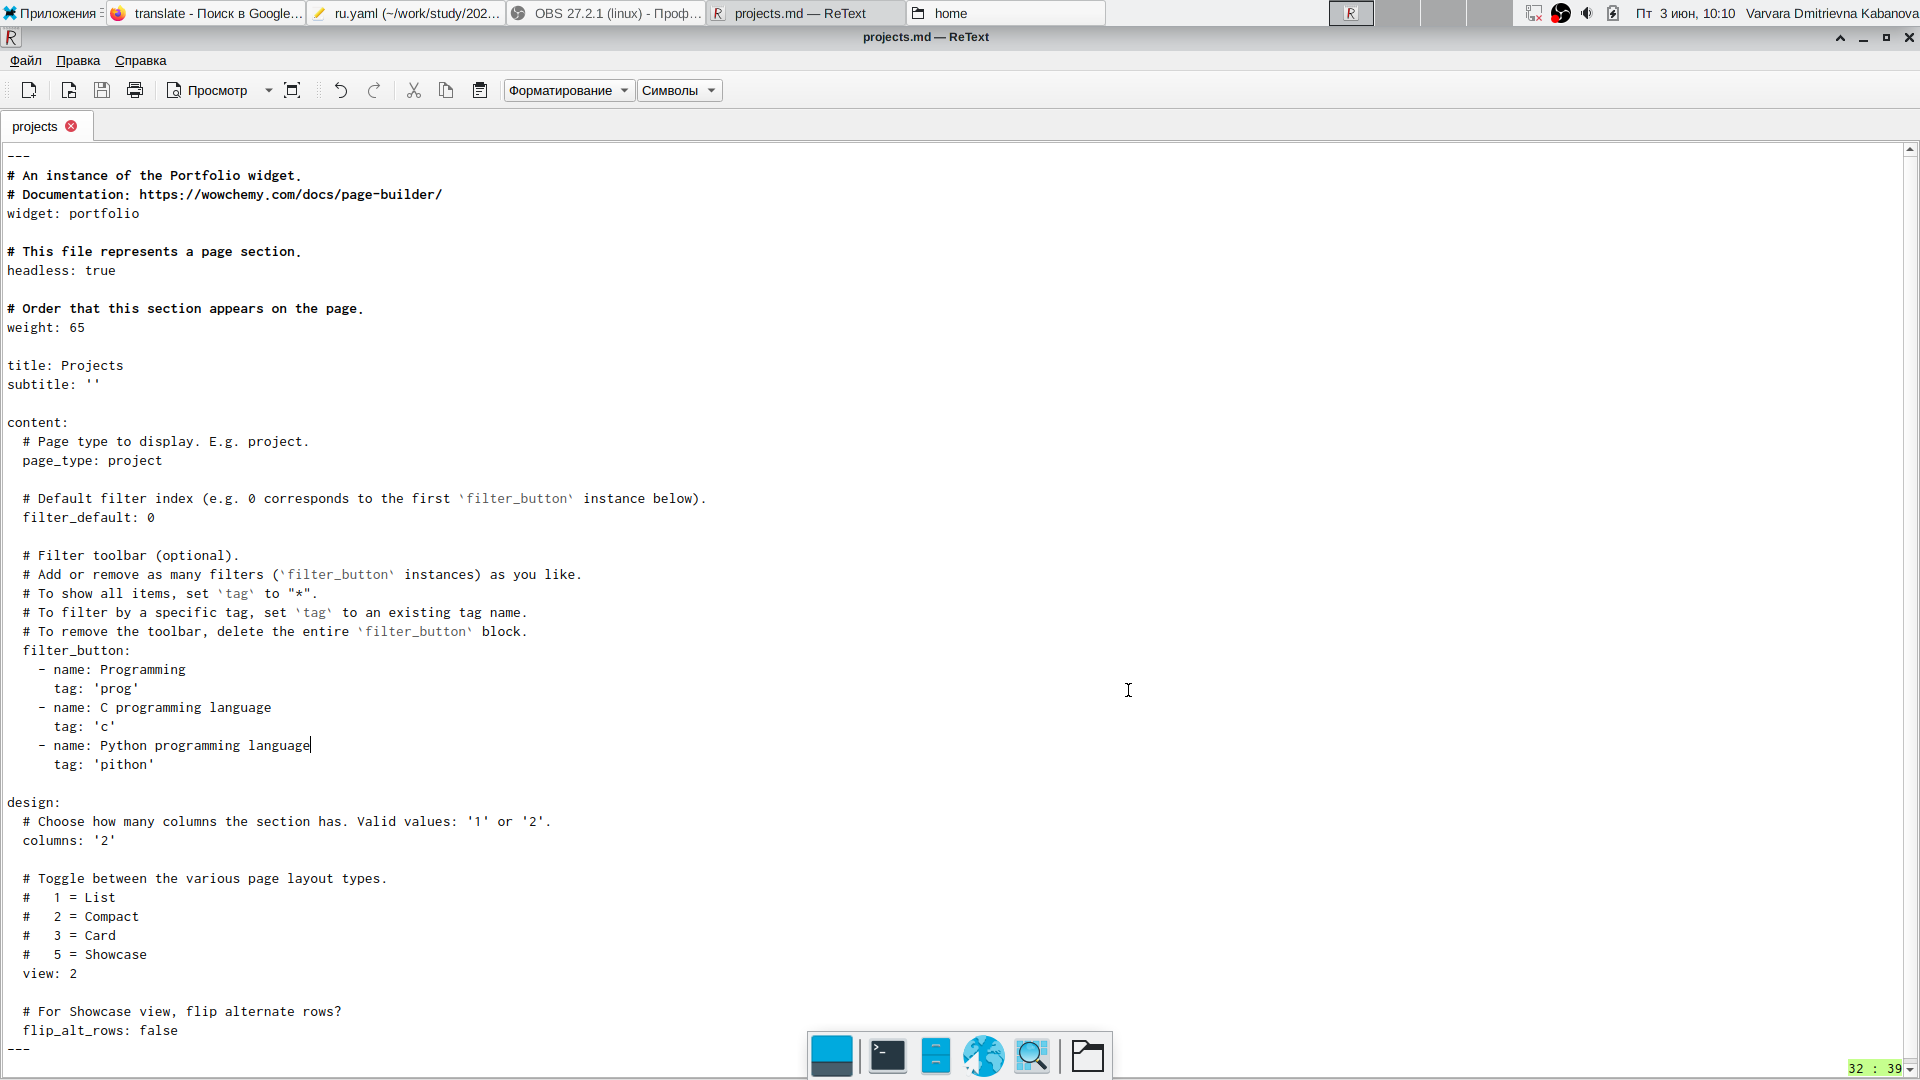 Приложения
translate - Поиск в Google...
ru.yaml (~/work/study/202...
OBS 27.2.1 (linux) - Проф...
projects.md — ReText
home
Пт 3 июн, 10:10
Varvara Dmitrievna Kabanova
projects.md — ReText
Файл Правка Справка
Просмотр
Форматирование
Символы
projects
---
# An instance of the Portfolio widget.
# Documentation: https://wowchemy.com/docs/page-builder/
widget: portfolio
# This file represents a page section.
headless: true
# Order that this section appears on the page.
weight: 65
title: Projects
subtitle: ''
content:
  # Page type to display. E.g. project.
  page_type: project
  # Default filter index (e.g. 0 corresponds to the first `filter_button` instance below).
  filter_default: 0
  # Filter toolbar (optional).
  # Add or remove as many filters (`filter_button` instances) as you like.
  # To show all items, set `tag` to "*".
  # To filter by a specific tag, set `tag` to an existing tag name.
  # To remove the toolbar, delete the entire `filter_button` block.
  filter_button:
    - name: Programming
      tag: 'prog'
    - name: C programming language
      tag: 'c'
    - name: Python programming language
      tag: 'pithon'
design:
  # Choose how many columns the section has. Valid values: '1' or '2'.
  columns: '2'
  # Toggle between the various page layout types.
  #   1 = List
  #   2 = Compact
  #   3 = Card
  #   5 = Showcase
  view: 2
  # For Showcase view, flip alternate rows?
  flip_alt_rows: false
---
32 : 39